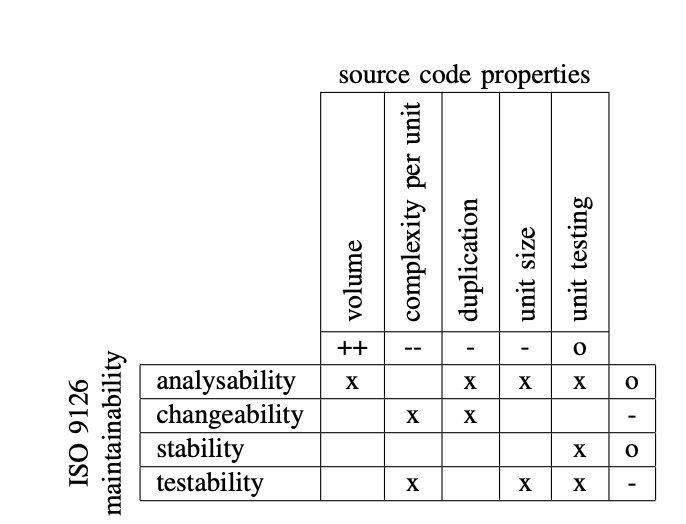 source code properties
volume
complexity per unit
duplication
unit size
unit testing
++ -- - - o
analysability x x x x o
changeability x x -
stability x o
testability x x x -
ISO 9126
maintainability